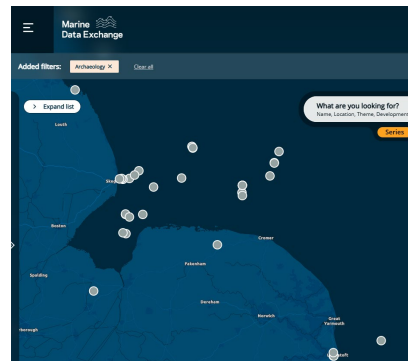 Marine
Data Exchange
Added filters:
Archaeology ×
Clear all
> Expand list
What are you looking for?
Name, Location, Theme, Development
Series
Louth
Boston
Cromer
Fakenham
Spalding
Dereham
Norwich
Great
Yarmouth